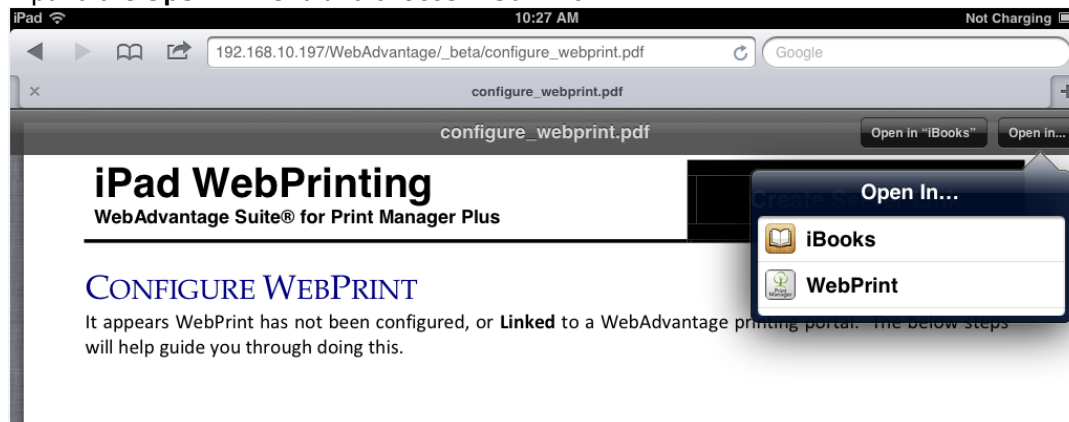 iPad 10:27 AM Not Charging
192.168.10.197/WebAdvantage/_beta/configure_webprint.pdf Google
configure_webprint.pdf
configure_webprint.pdf Open in “iBooks” Open in...
iPad WebPrinting
WebAdvantage Suite® for Print Manager Plus
Open In...
iBooks
WebPrint
CONFIGURE WEBPRINT
It appears WebPrint has not been configured, or Linked to a WebAdvantage printing portal. The below steps
will help guide you through doing this.